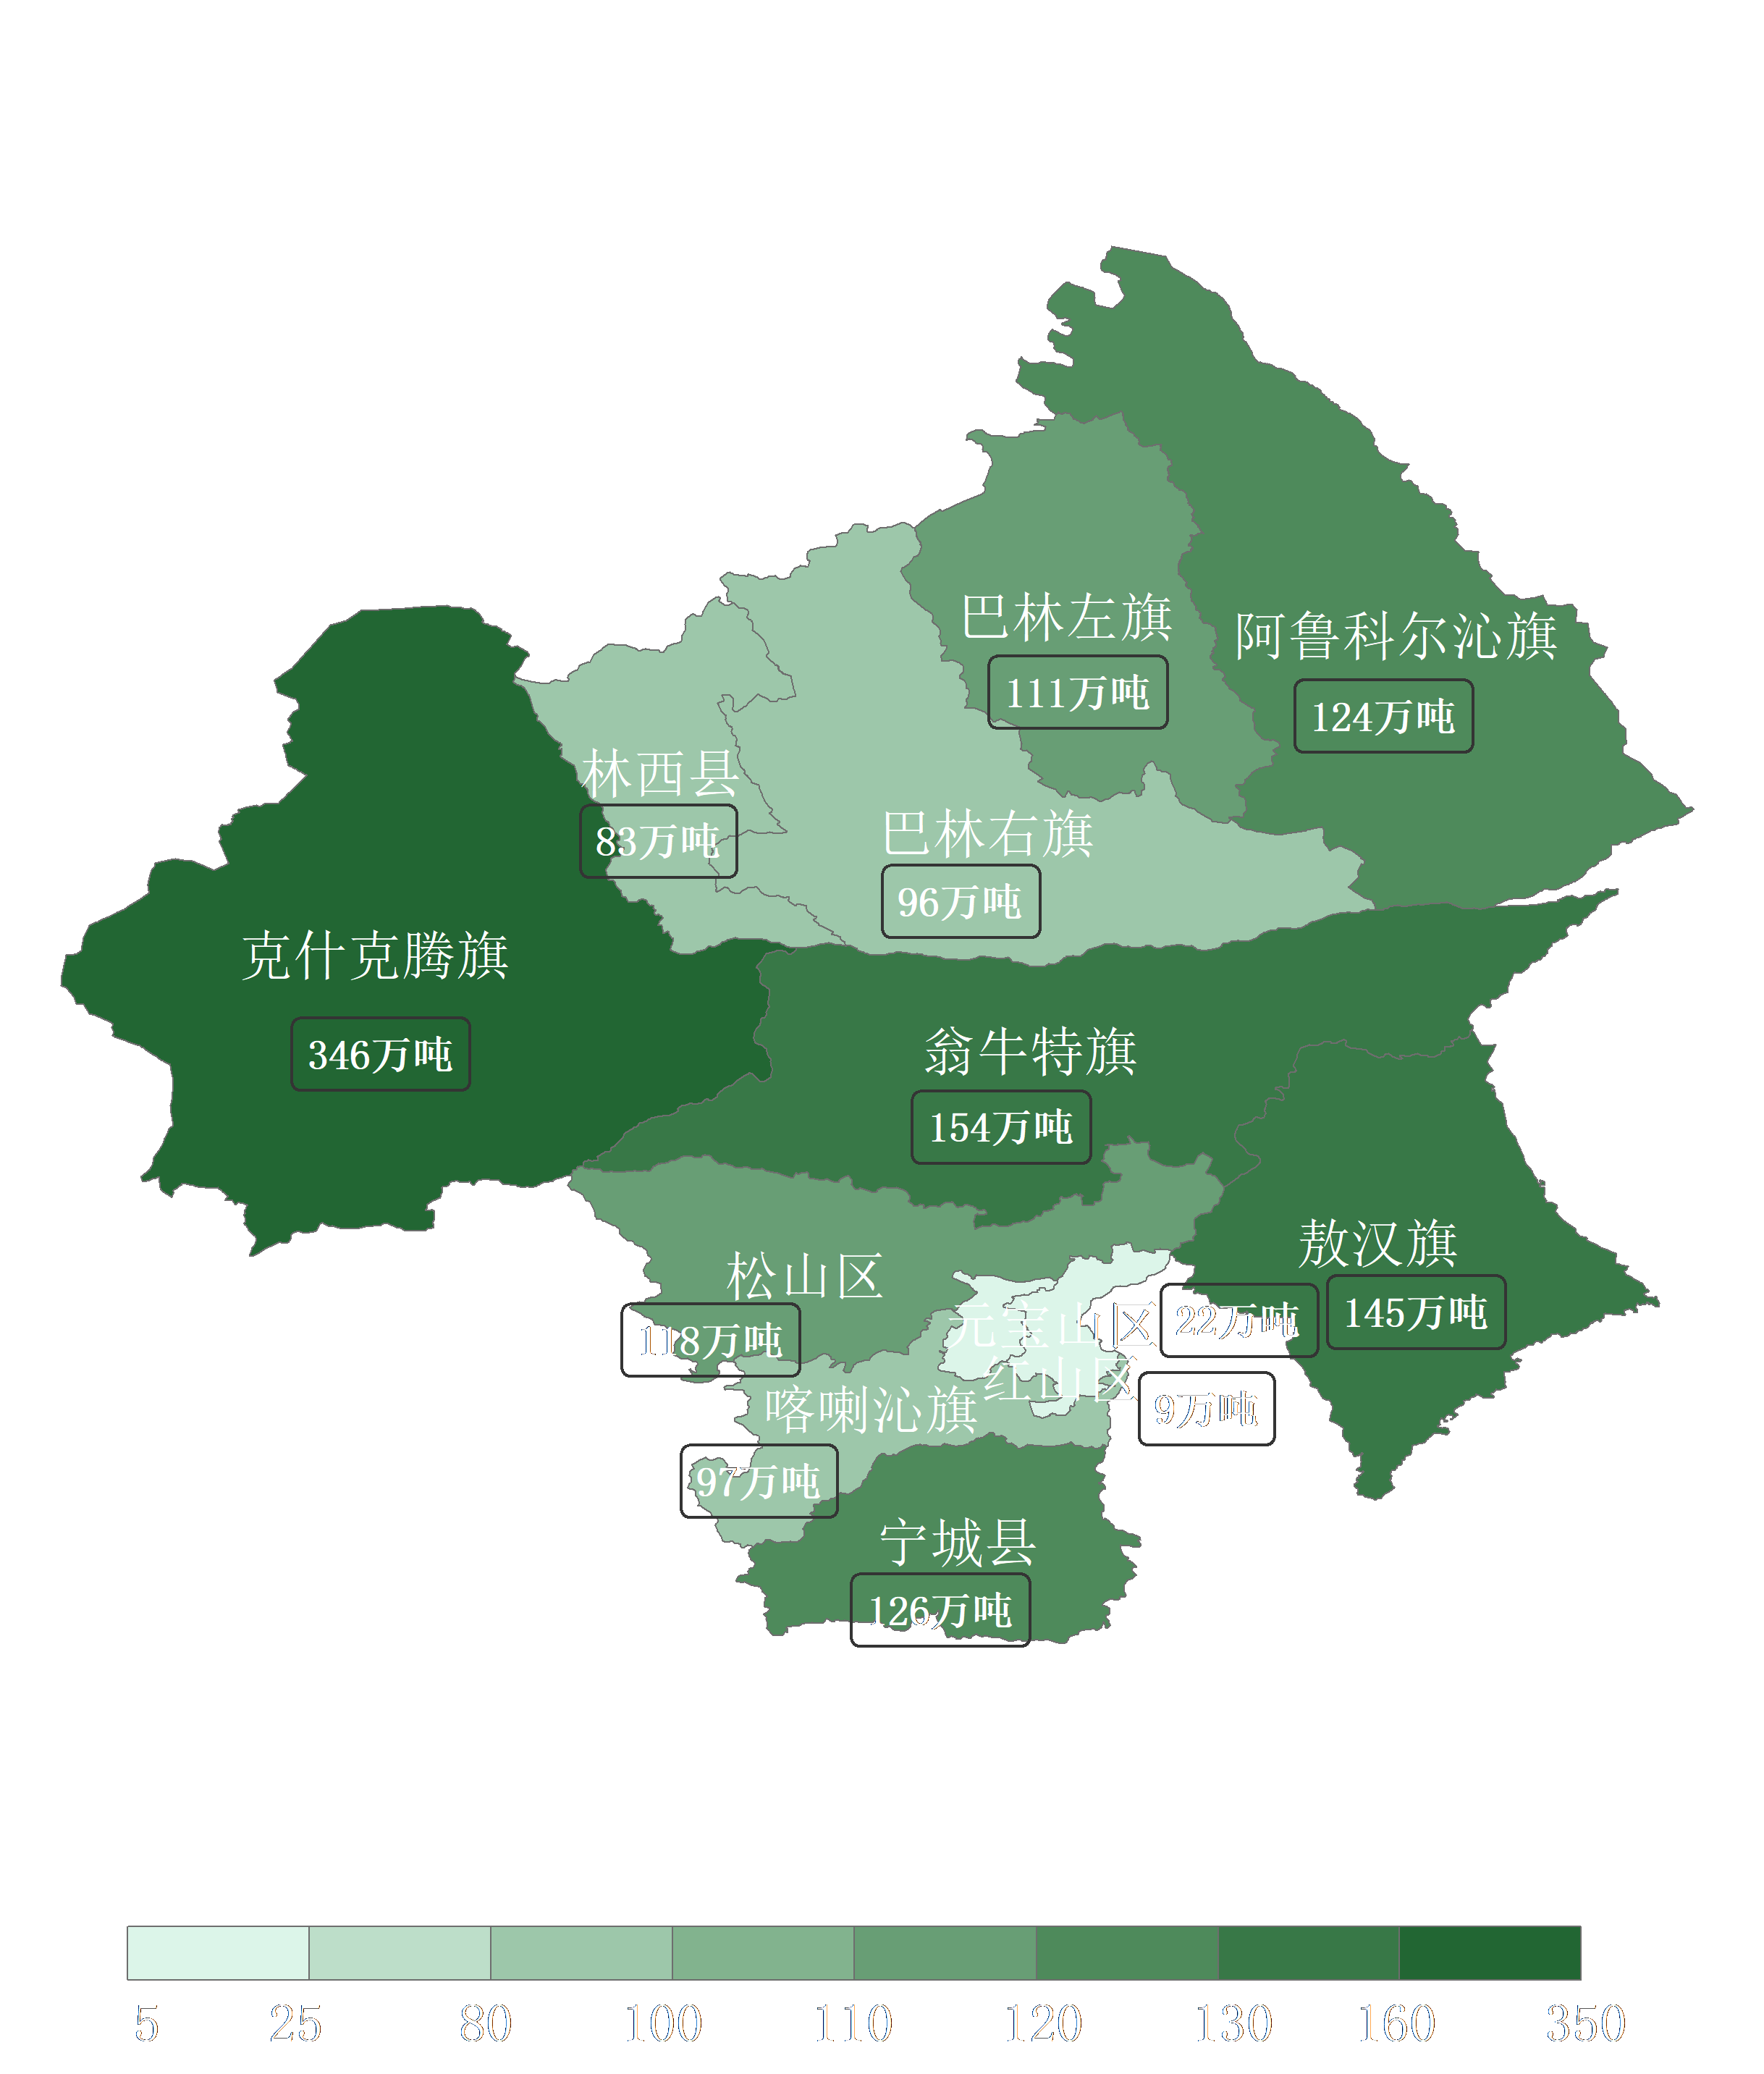 巴林左旗
111万吨
阿鲁科尔沁旗
124万吨
林西县
83万吨
巴林右旗
96万吨
克什克腾旗
346万吨
翁牛特旗
154万吨
敖汉旗
145万吨
松山区
118万吨
元宝山区
22万吨
红山区
9万吨
喀喇沁旗
97万吨
宁城县
126万吨
5 25 80 100 110 120 130 160 350